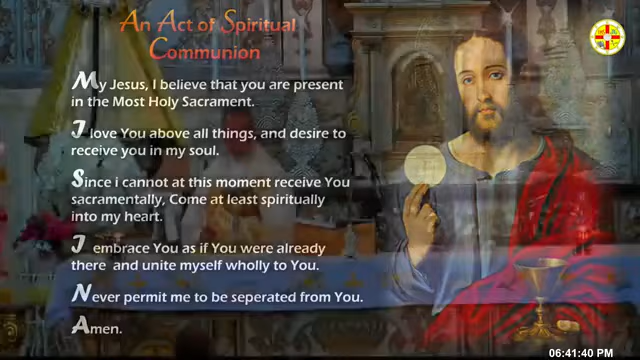 An Act of Spiritual
Communion
My Jesus, I believe that you are present
in the Most Holy Sacrament.
I love You above all things, and desire to
receive you in my soul.
Since i cannot at this moment receive You
sacramentally, Come at least spiritually
into my heart.
I embrace You as if You were already
there and unite myself wholly to You.
Never permit me to be seperated from You.
Amen.
06:41:40 PM